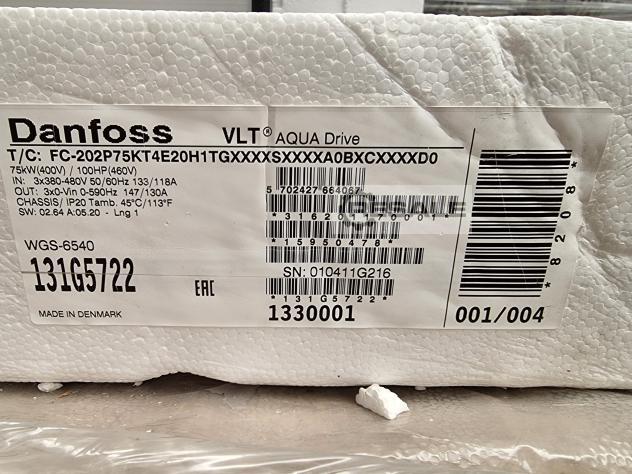 Danfoss VLT® AQUA Drive
T/C: FC-202P75KT4E20H1TGXXXXSXXXXA0BXCXXXXD0
75kW(400V) / 100HP(460V)
IN: 3x380-480V 50/60Hz 133/118A
OUT: 3x0-Vin 0-590Hz 147/130A
CHASSIS/ IP20 Tamb. 45°C/113°F
SW: 02.64 A:05.20 - Lng 1
5 702427 664067
*316201170001*
*15950478*
WGS-6540
131G5722
EAC
SN: 010411G216
*131G5722*
1330001
MADE IN DENMARK
*8208*
001/004